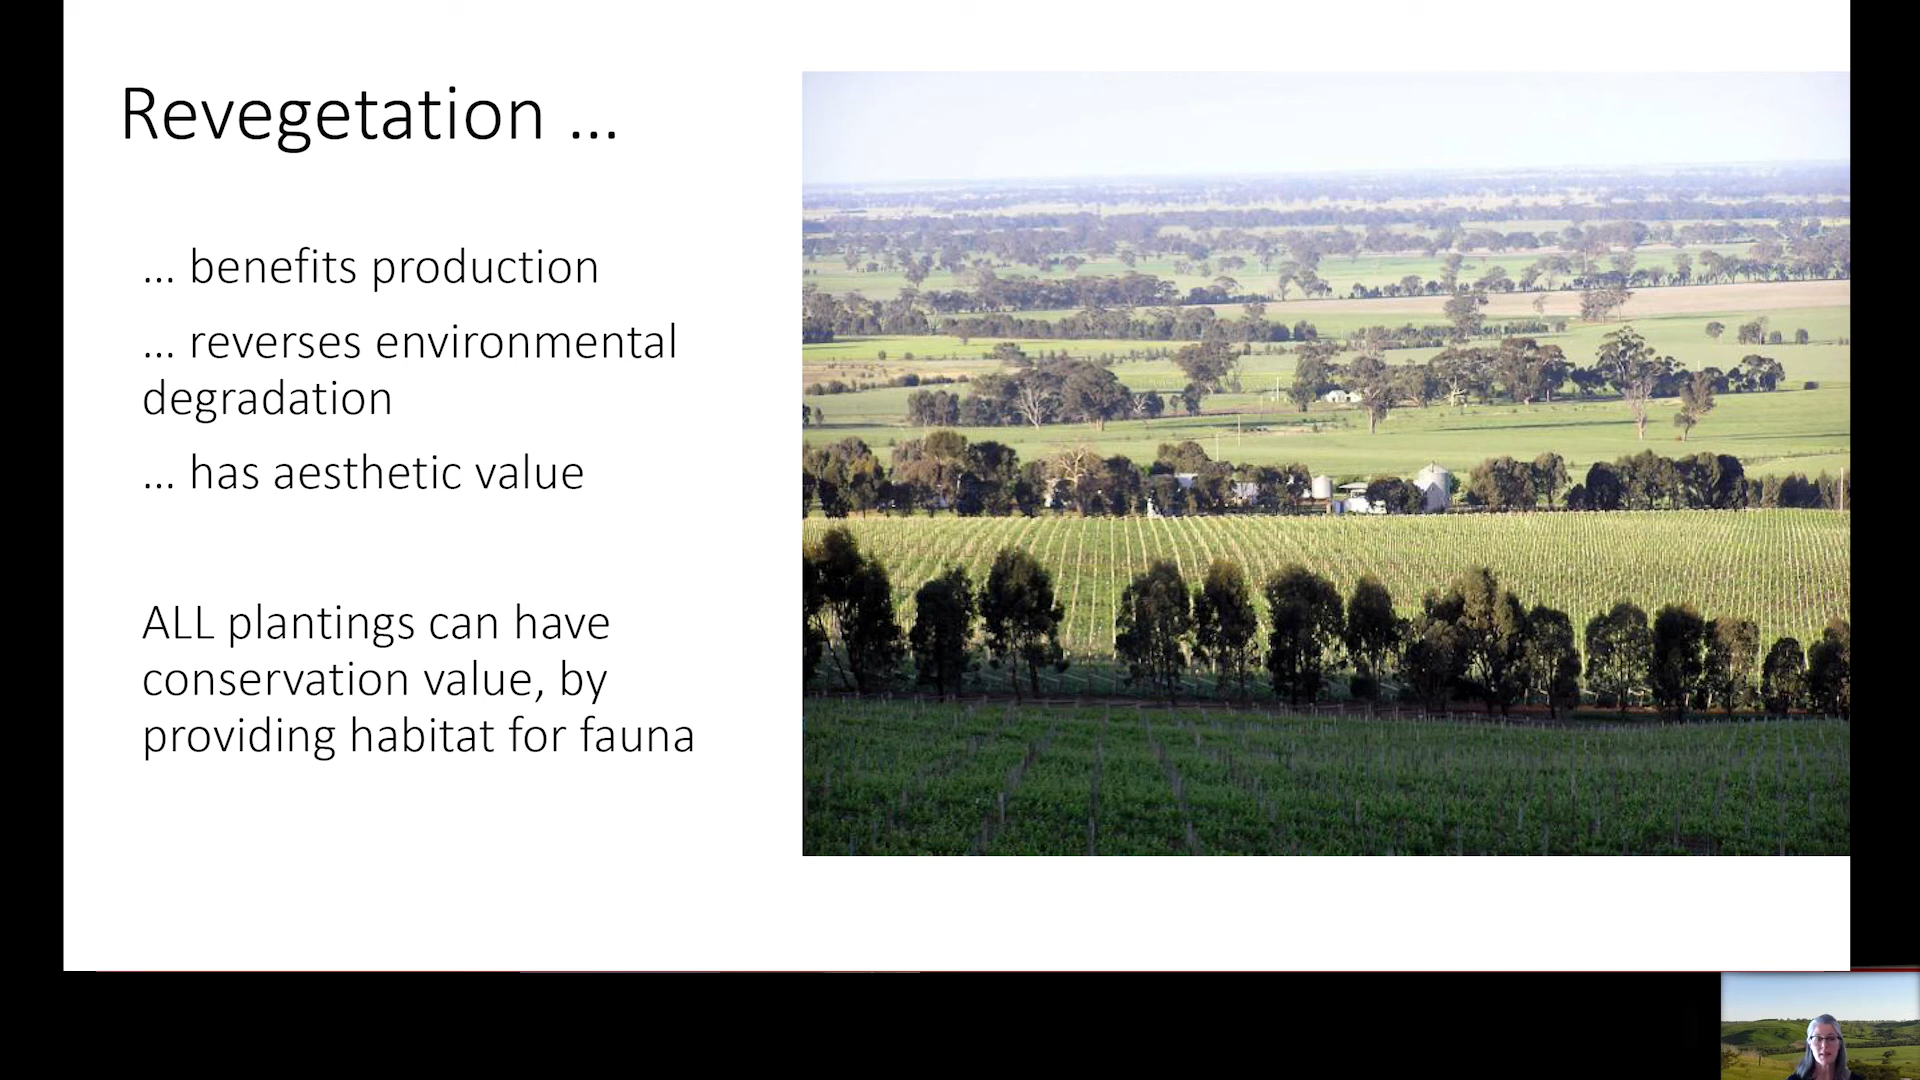 Revegetation ...
... benefits production
... reverses environmental
degradation
... has aesthetic value
ALL plantings can have
conservation value, by
providing habitat for fauna